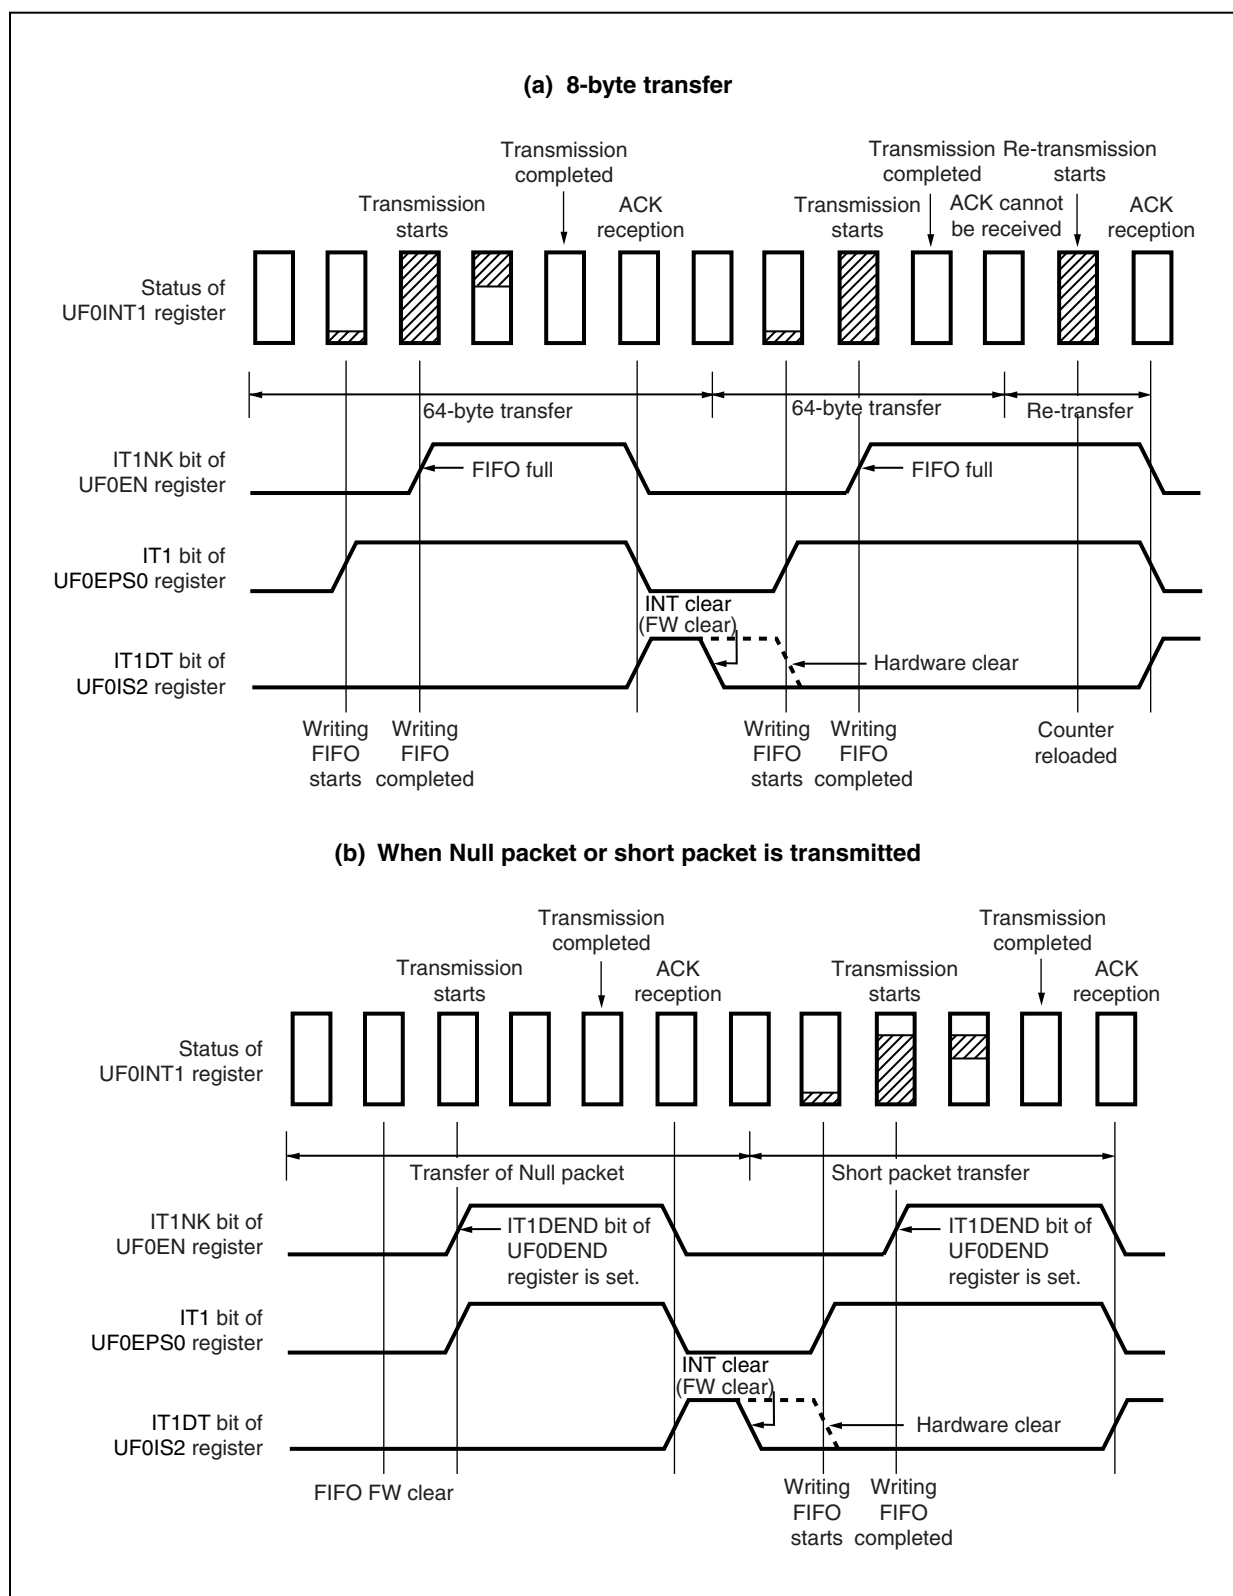 (a) 8-byte transfer
Transmission
completed
Transmission
completed
Re-transmission
starts
Transmission
starts
ACK
reception
Transmission
starts
ACK cannot
be received
ACK
reception
Status of
UF0INT1 register
64-byte transfer
64-byte transfer
Re-transfer
IT1NK bit of
UF0EN register
FIFO full
FIFO full
IT1 bit of
UF0EPS0 register
INT clear
(FW clear)
IT1DT bit of
UF0IS2 register
Hardware clear
Writing
FIFO
starts
Writing
FIFO
completed
Writing
FIFO
starts
Writing
FIFO
completed
Counter
reloaded
(b) When Null packet or short packet is transmitted
Transmission
completed
Transmission
completed
Transmission
starts
ACK
reception
Transmission
starts
ACK
reception
Status of
UF0INT1 register
Transfer of Null packet
Short packet transfer
IT1NK bit of
UF0EN register
IT1DEND bit of
UF0DEND
register is set.
IT1DEND bit of
UF0DEND
register is set.
IT1 bit of
UF0EPS0 register
INT clear
(FW clear)
IT1DT bit of
UF0IS2 register
Hardware clear
FIFO FW clear
Writing
FIFO
starts
Writing
FIFO
completed